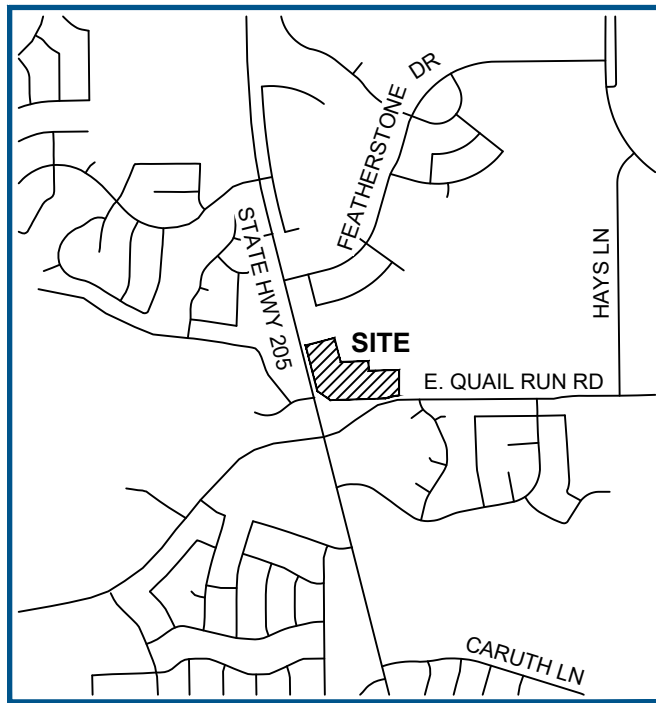 FEATHERSTONE DR
STATE HWY 205
HAYS LN
SITE
E. QUAIL RUN RD
CARUTH LN